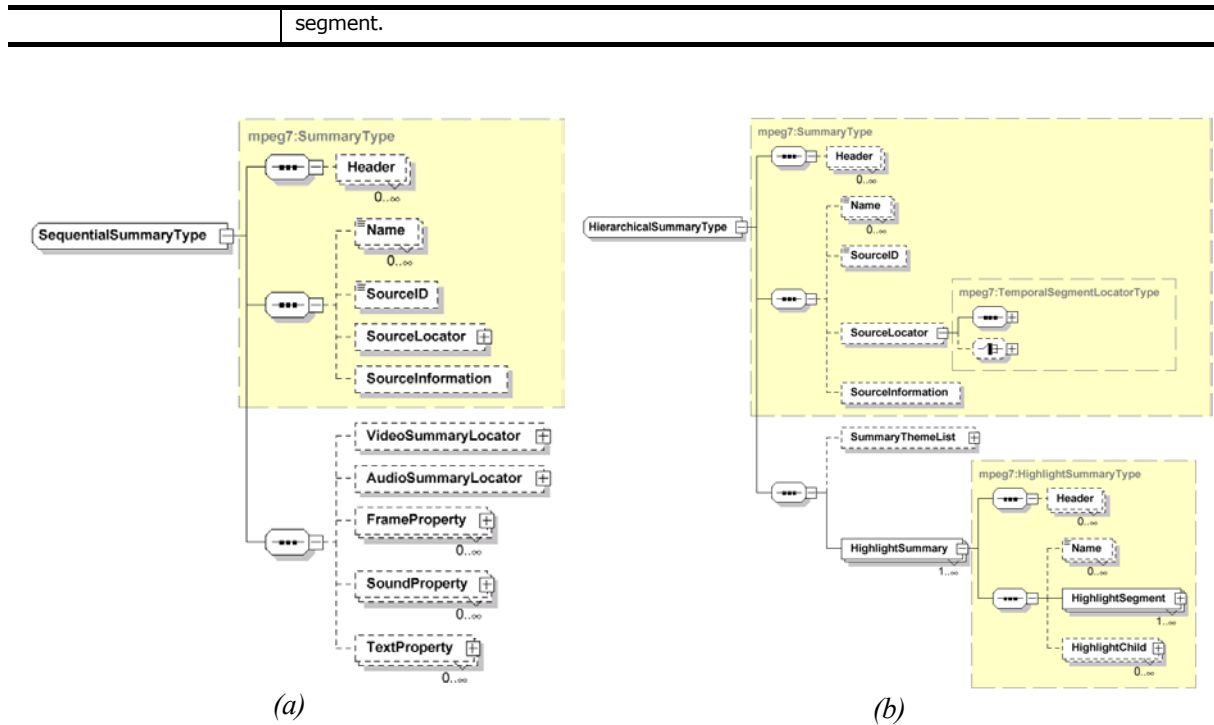 segment.
mpeg7:SummaryType
Header
0..∞
SequentialSummaryType
Name
0..∞
SourceID
SourceLocator
SourceInformation
VideoSummaryLocator
AudioSummaryLocator
FrameProperty
0..∞
SoundProperty
0..∞
TextProperty
0..∞
(a)
mpeg7:SummaryType
Header
0..∞
Name
0..∞
HierarchicalSummaryType
SourceID
mpeg7:TemporalSegmentLocatorType
SourceLocator
SourceInformation
SummaryThemeList
mpeg7:HighlightSummaryType
Header
0..∞
HighlightSummary
1..∞
Name
0..∞
HighlightSegment
1..∞
HighlightChild
0..∞
(b)